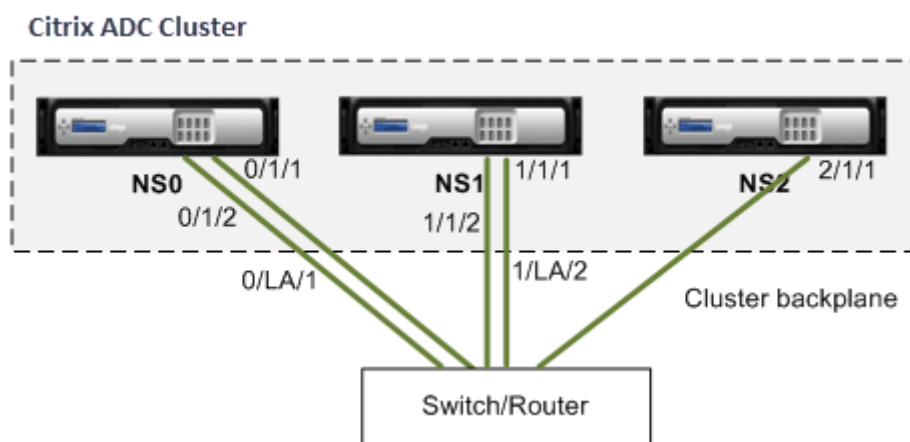 Citrix ADC Cluster
NS0
0/1/1
0/1/2
NS1
1/1/1
1/1/2
NS2
2/1/1
0/LA/1
1/LA/2
Cluster backplane
Switch/Router